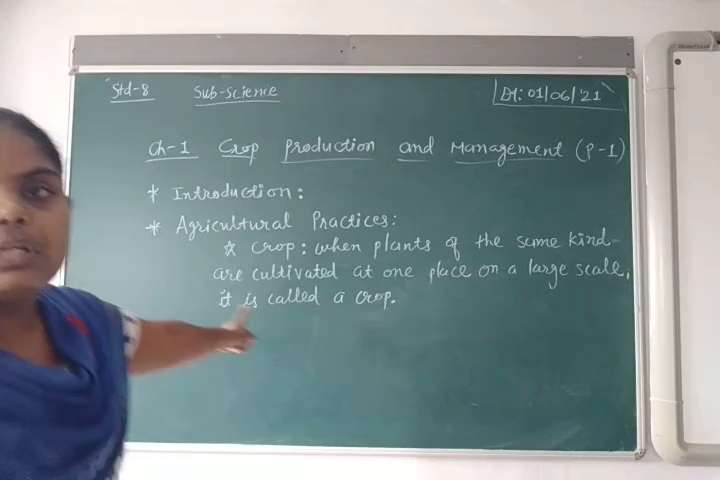 Std-8 Sub-science Dt: 01/06/'21
Ch-1 Crop production and Management (P-1)
* Introduction:
* Agricultural Practices:
* crop: when plants of the same kind
are cultivated at one place on a large scale,
it is called a crop.